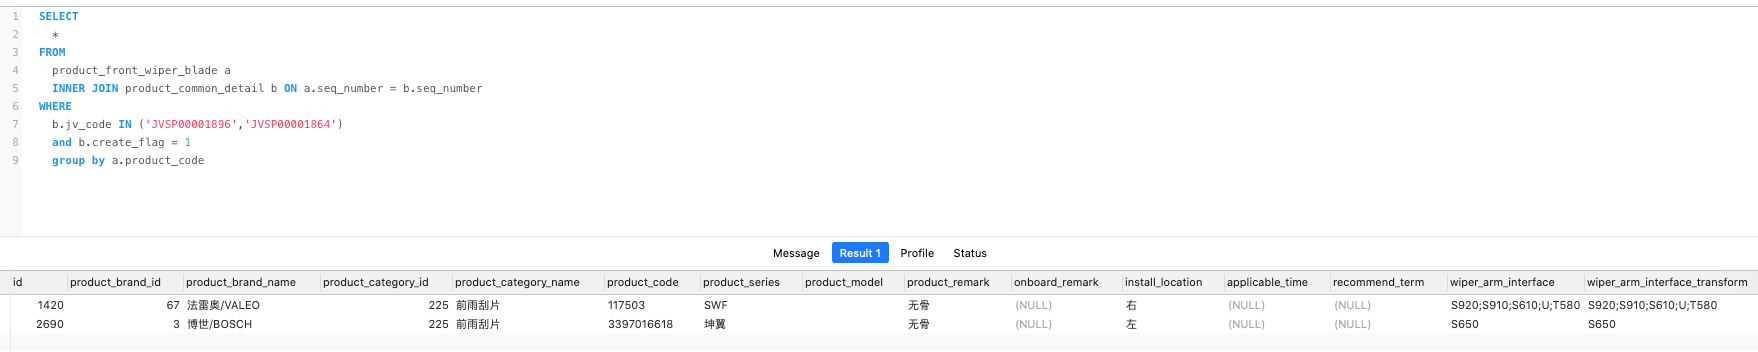 1 SELECT
2 *
3 FROM
4 product_front_wiper_blade a
5 INNER JOIN product_common_detail b ON a.seq_number = b.seq_number
6 WHERE
7 b.jv_code IN ('JVSP00001896','JVSP00001864')
8 and b.create_flag = 1
9 group by a.product_code
Message Result 1 Profile Status
id product_brand_id product_brand_name product_category_id product_category_name product_code product_series product_model product_remark onboard_remark install_location applicable_time recommend_term wiper_arm_interface wiper_arm_interface_transform
1420 67 法雷奥/VALEO 225 前雨刮片 117503 SWF 无骨 (NULL) 右 (NULL) (NULL) S920;S910;S610;U;T580 S920;S910;S610;U;T580
2690 3 博世/BOSCH 225 前雨刮片 3397016618 坤翼 无骨 (NULL) 左 (NULL) (NULL) S650 S650